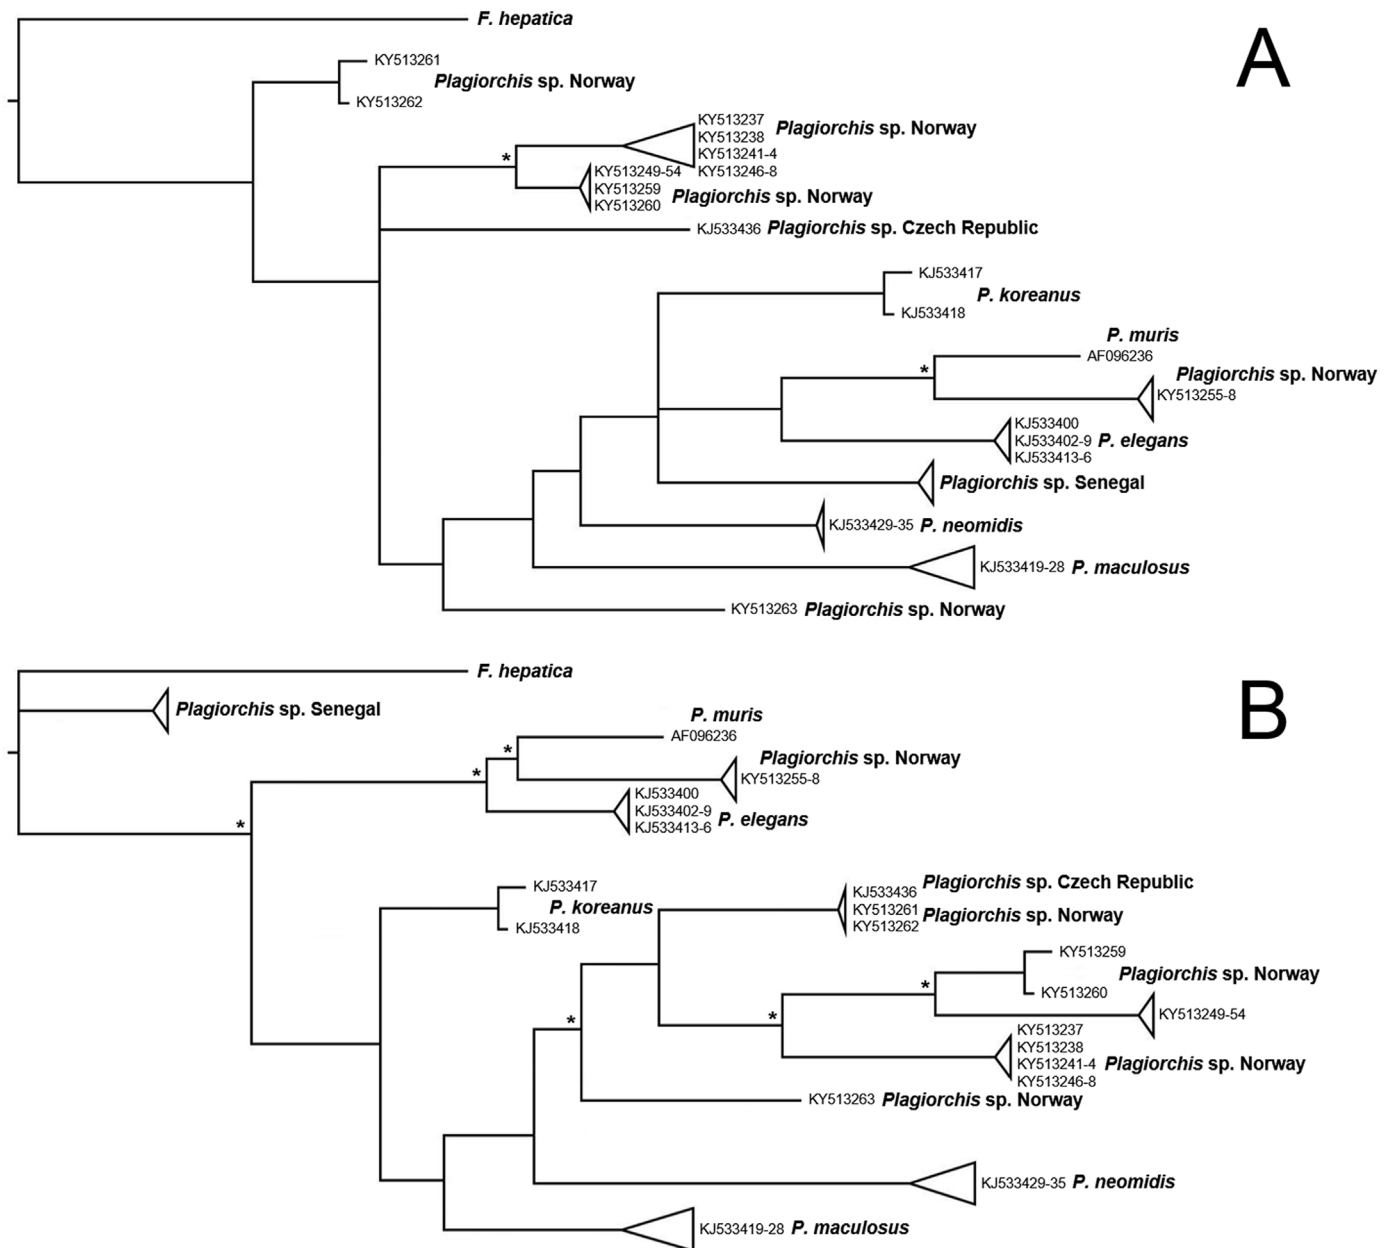 F. hepatica
A
KY513261
Plagiorchis sp. Norway
KY513262
KY513237
Plagiorchis sp. Norway
KY513238
KY513241-4
*
KY513246-8
KY513249-54
KY513259
Plagiorchis sp. Norway
KY513260
KJ533436 Plagiorchis sp. Czech Republic
KJ533417
P. koreanus
KJ533418
P. muris
AF096236
*
Plagiorchis sp. Norway
KY513255-8
KJ533400
KJ533402-9 P. elegans
KJ533413-6
Plagiorchis sp. Senegal
KJ533429-35 P. neomidis
KJ533419-28 P. maculosus
KY513263 Plagiorchis sp. Norway
F. hepatica
B
Plagiorchis sp. Senegal
P. muris
AF096236
*
Plagiorchis sp. Norway
*
KY513255-8
KJ533400
KJ533402-9 P. elegans
KJ533413-6
*
KJ533417
P. koreanus
KJ533418
Plagiorchis sp. Czech Republic
KJ533436
KY513261 Plagiorchis sp. Norway
KY513262
KY513259
Plagiorchis sp. Norway
*
KY513260
KY513249-54
*
*
KY513237
KY513238
KY513241-4 Plagiorchis sp. Norway
KY513246-8
KY513263 Plagiorchis sp. Norway
KJ533429-35 P. neomidis
KJ533419-28 P. maculosus